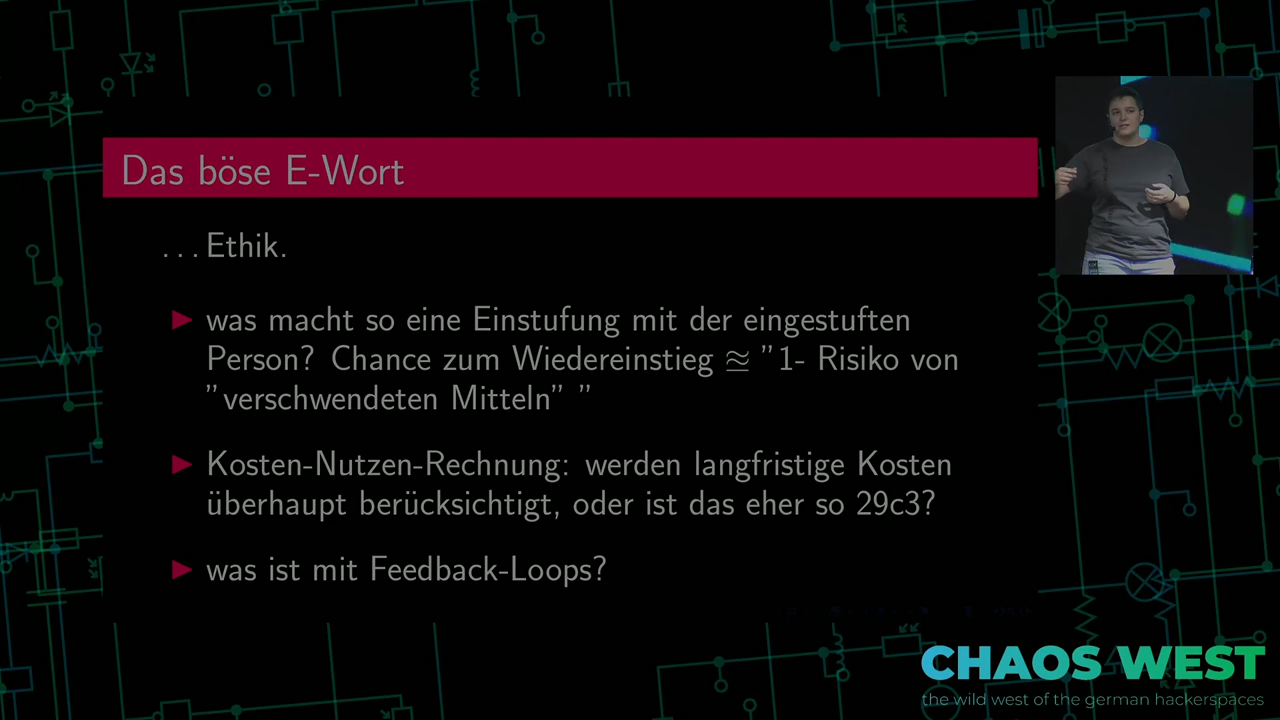 Das böse E-Wort
...Ethik.
▶ was macht so eine Einstufung mit der eingestuften
Person? Chance zum Wiedereinstieg ≊ "1- Risiko von
"verschwendeten Mitteln" "
▶ Kosten-Nutzen-Rechnung: werden langfristige Kosten
überhaupt berücksichtigt, oder ist das eher so 29c3?
▶ was ist mit Feedback-Loops?
CHAOS WEST
the wild west of the german hackerspaces